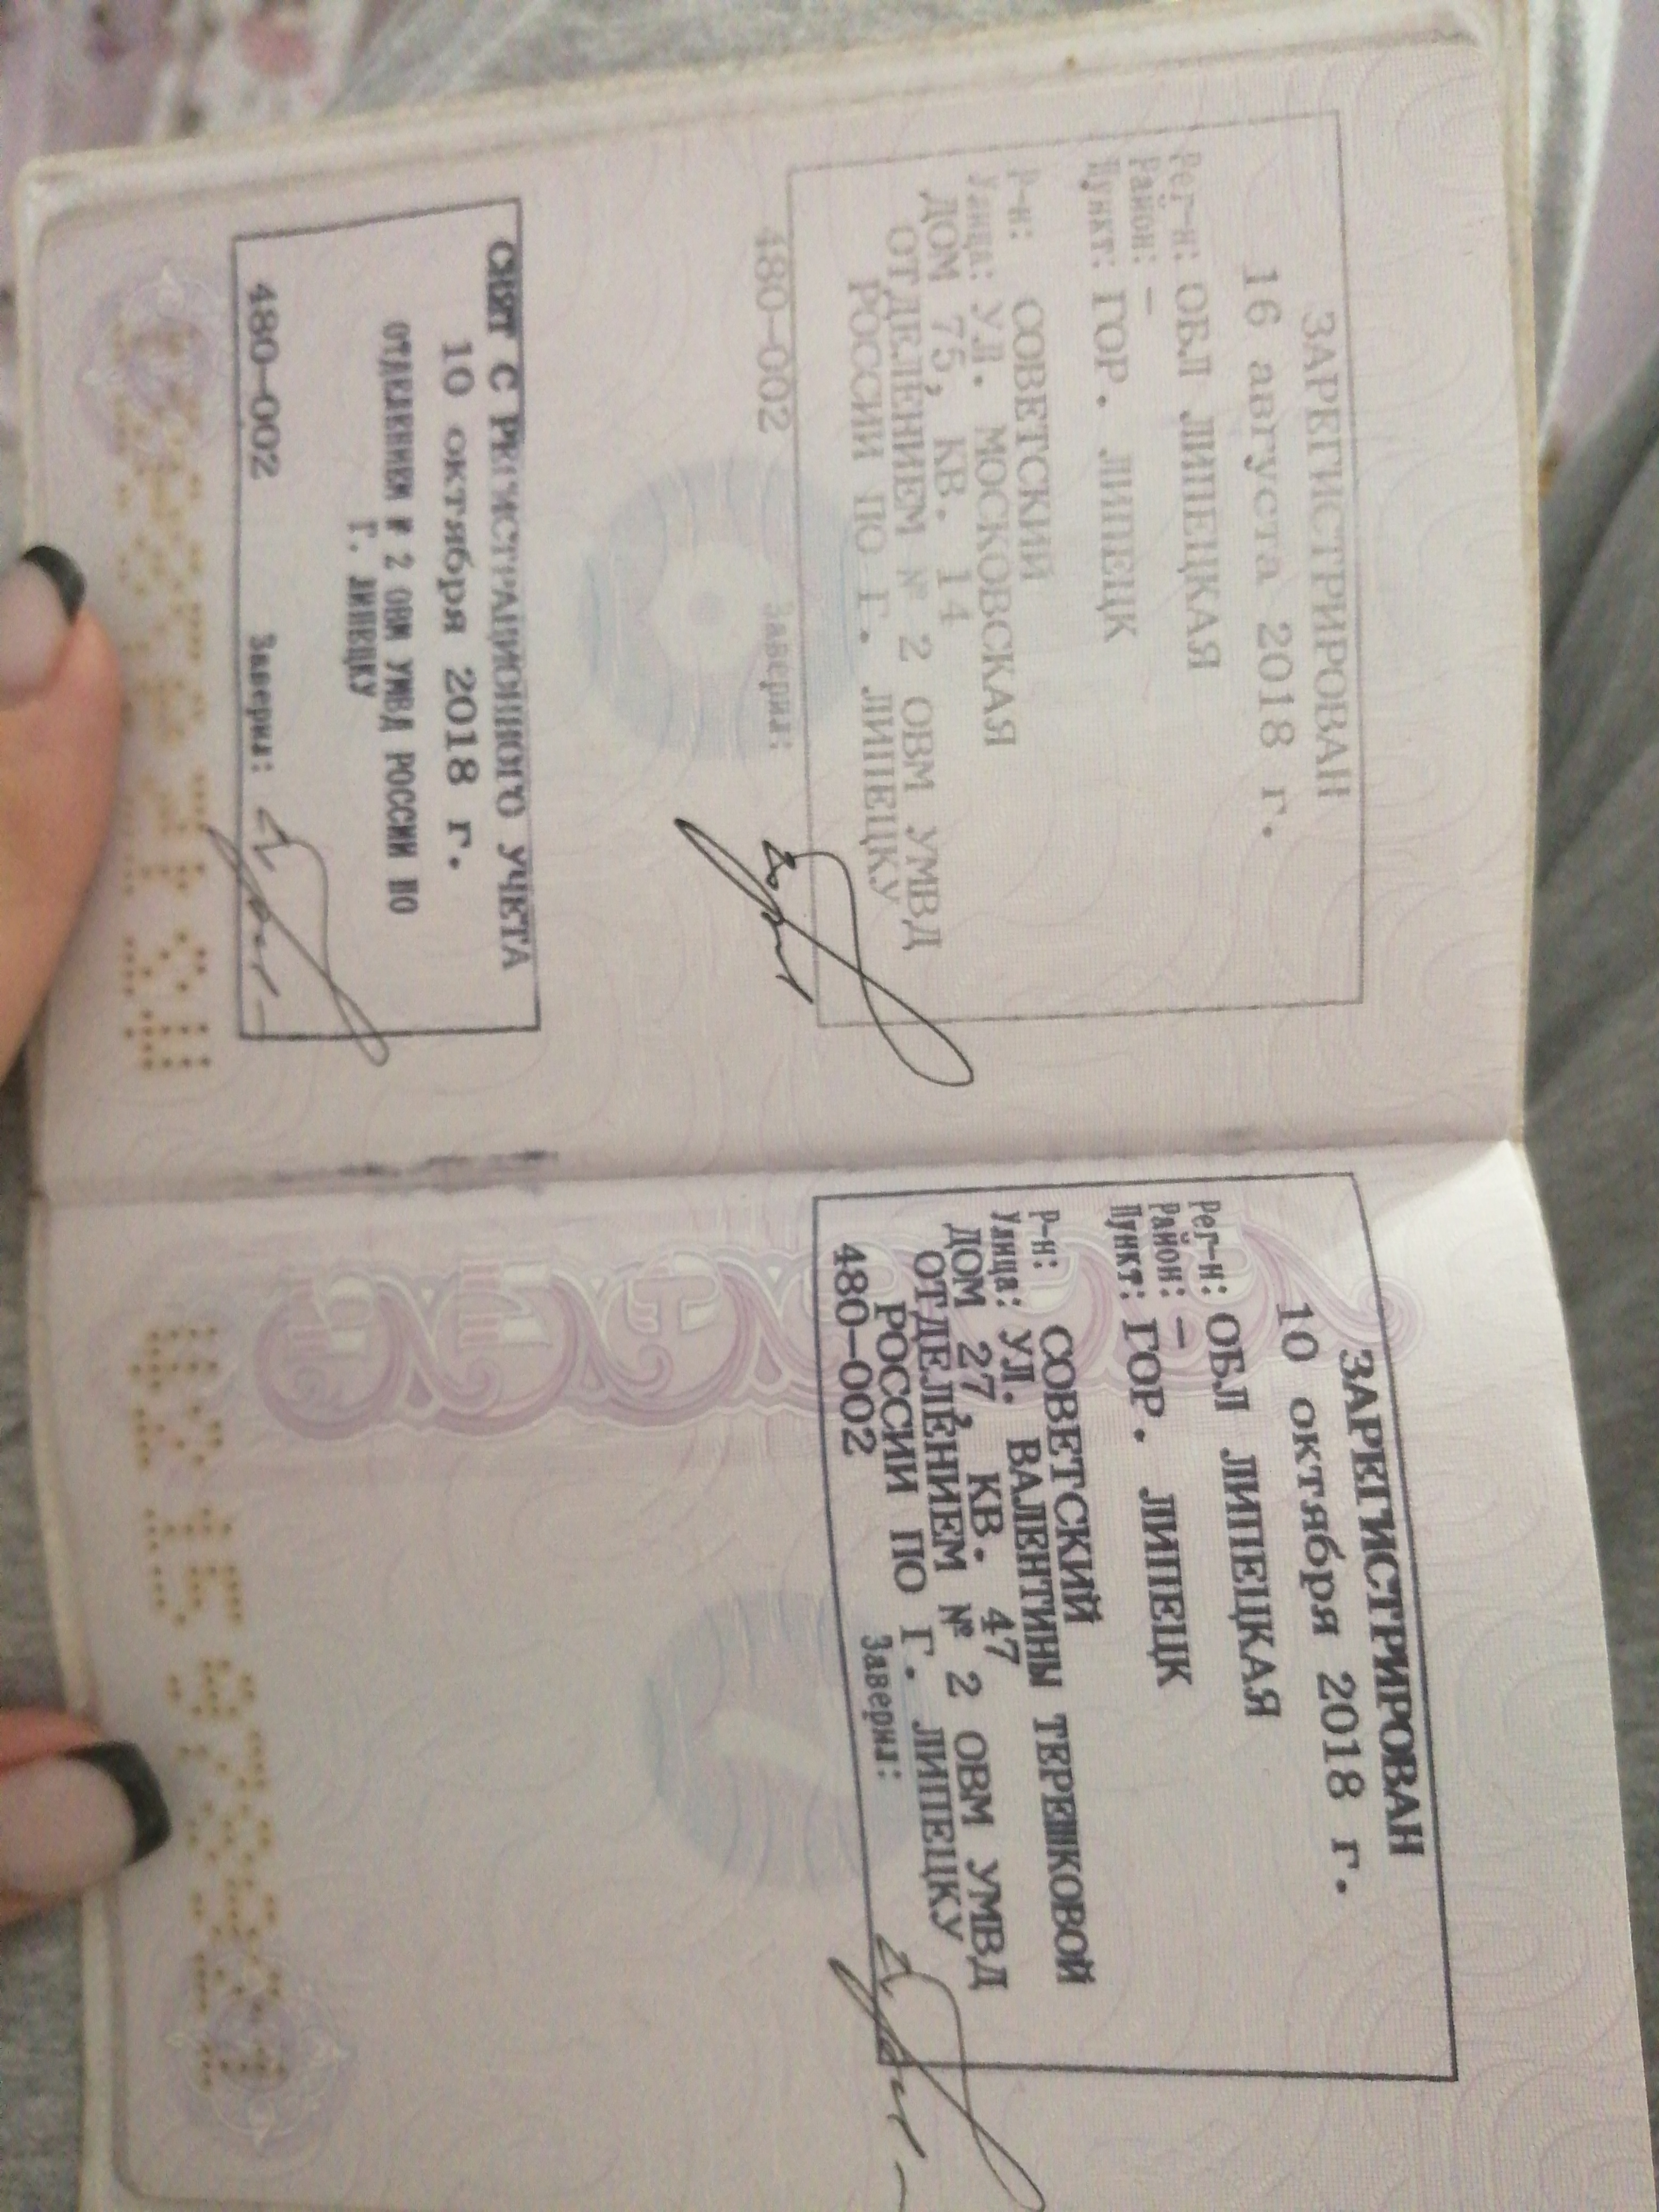 ЗАРЕГИСТРИРОВАН
16 августа 2018 г.
Рег-н: ОБЛ ЛИПЕЦКАЯ
Район: –
Пункт: ГОР. ЛИПЕЦК
Р-н: СОВЕТСКИЙ
Улица: УЛ. МОСКОВСКАЯ
ДОМ 75, КВ. 14
ОТДЕЛЕНИЕМ № 2 ОВМ УМВД
РОССИИ ПО Г. ЛИПЕЦКУ
480-002 Заверил:
СНЯТ С РЕГИСТРАЦИОННОГО УЧЕТА
10 октября 2018 г.
ОТДЕЛЕНИЕМ № 2 ОВМ УМВД РОССИИ ПО
Г. ЛИПЕЦКУ
480-002 Заверил:
ЗАРЕГИСТРИРОВАН
10 октября 2018 г.
Рег-н: ОБЛ ЛИПЕЦКАЯ
Район: –
Пункт: ГОР. ЛИПЕЦК
Р-н: СОВЕТСКИЙ
Улица: УЛ. ВАЛЕНТИНЫ ТЕРЕШКОВОЙ
ДОМ 27, КВ. 47
ОТДЕЛЕНИЕМ № 2 ОВМ УМВД
РОССИИ ПО Г. ЛИПЕЦКУ
480-002 Заверил: